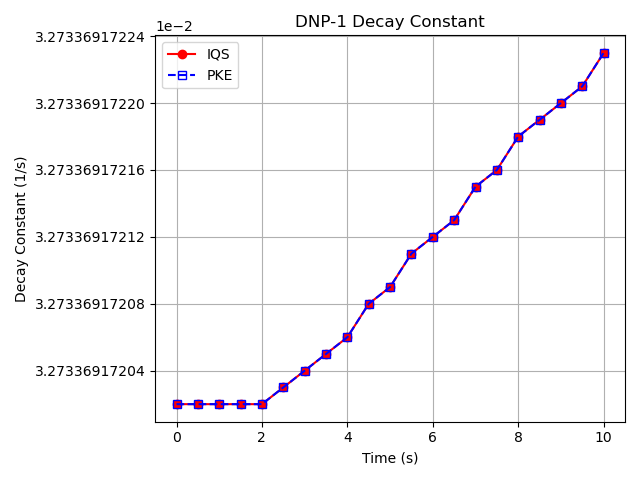 DNP-1 Decay Constant
1e−2
3.27336917224
3.27336917220
3.27336917216
3.27336917212
3.27336917208
3.27336917204
Decay Constant (1/s)
IQS
PKE
0 2 4 6 8 10
Time (s)